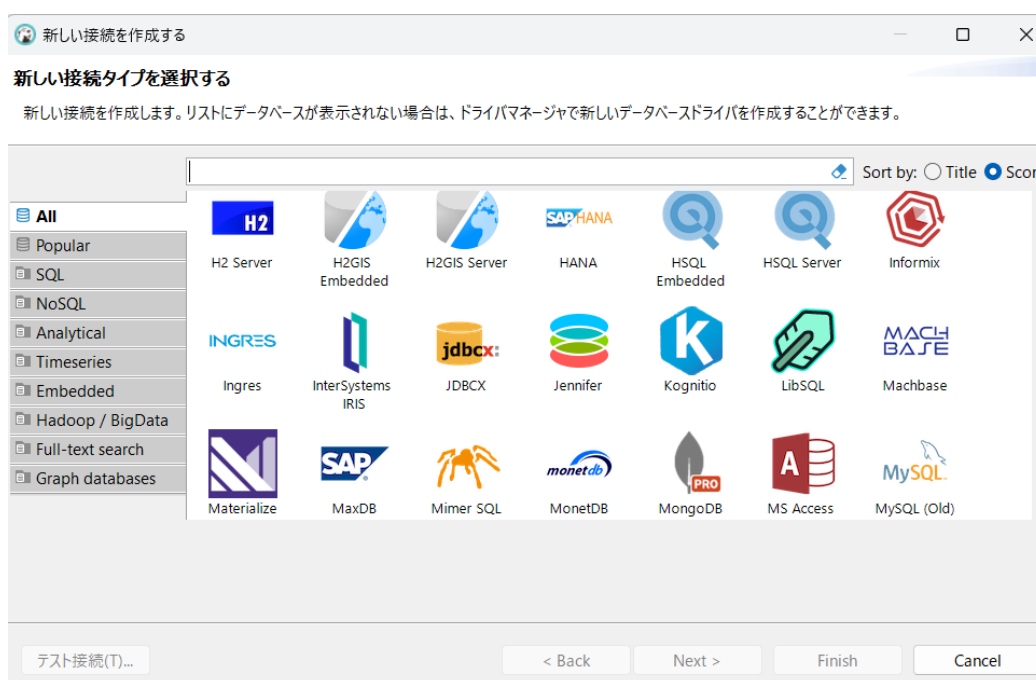 新しい接続を作成する
新しい接続タイプを選択する
新しい接続を作成します。リストにデータベースが表示されない場合は、ドライバマネージャで新しいデータベースドライバを作成することができます。
Sort by: Title Scor
All
Popular
SQL
NoSQL
Analytical
Timeseries
Embedded
Hadoop / BigData
Full-text search
Graph databases
H2 SAP HANA
H2 Server H2GIS Embedded H2GIS Server HANA HSQL Embedded HSQL Server Informix
INGRES jdbcx: K MACH BASE
Ingres InterSystems IRIS JDBCX Jennifer Kognitio LibSQL Machbase
SAP monetdb PRO A MySQL
Materialize MaxDB Mimer SQL MonetDB MongoDB MS Access MySQL (Old)
テスト接続(T)... < Back Next > Finish Cancel